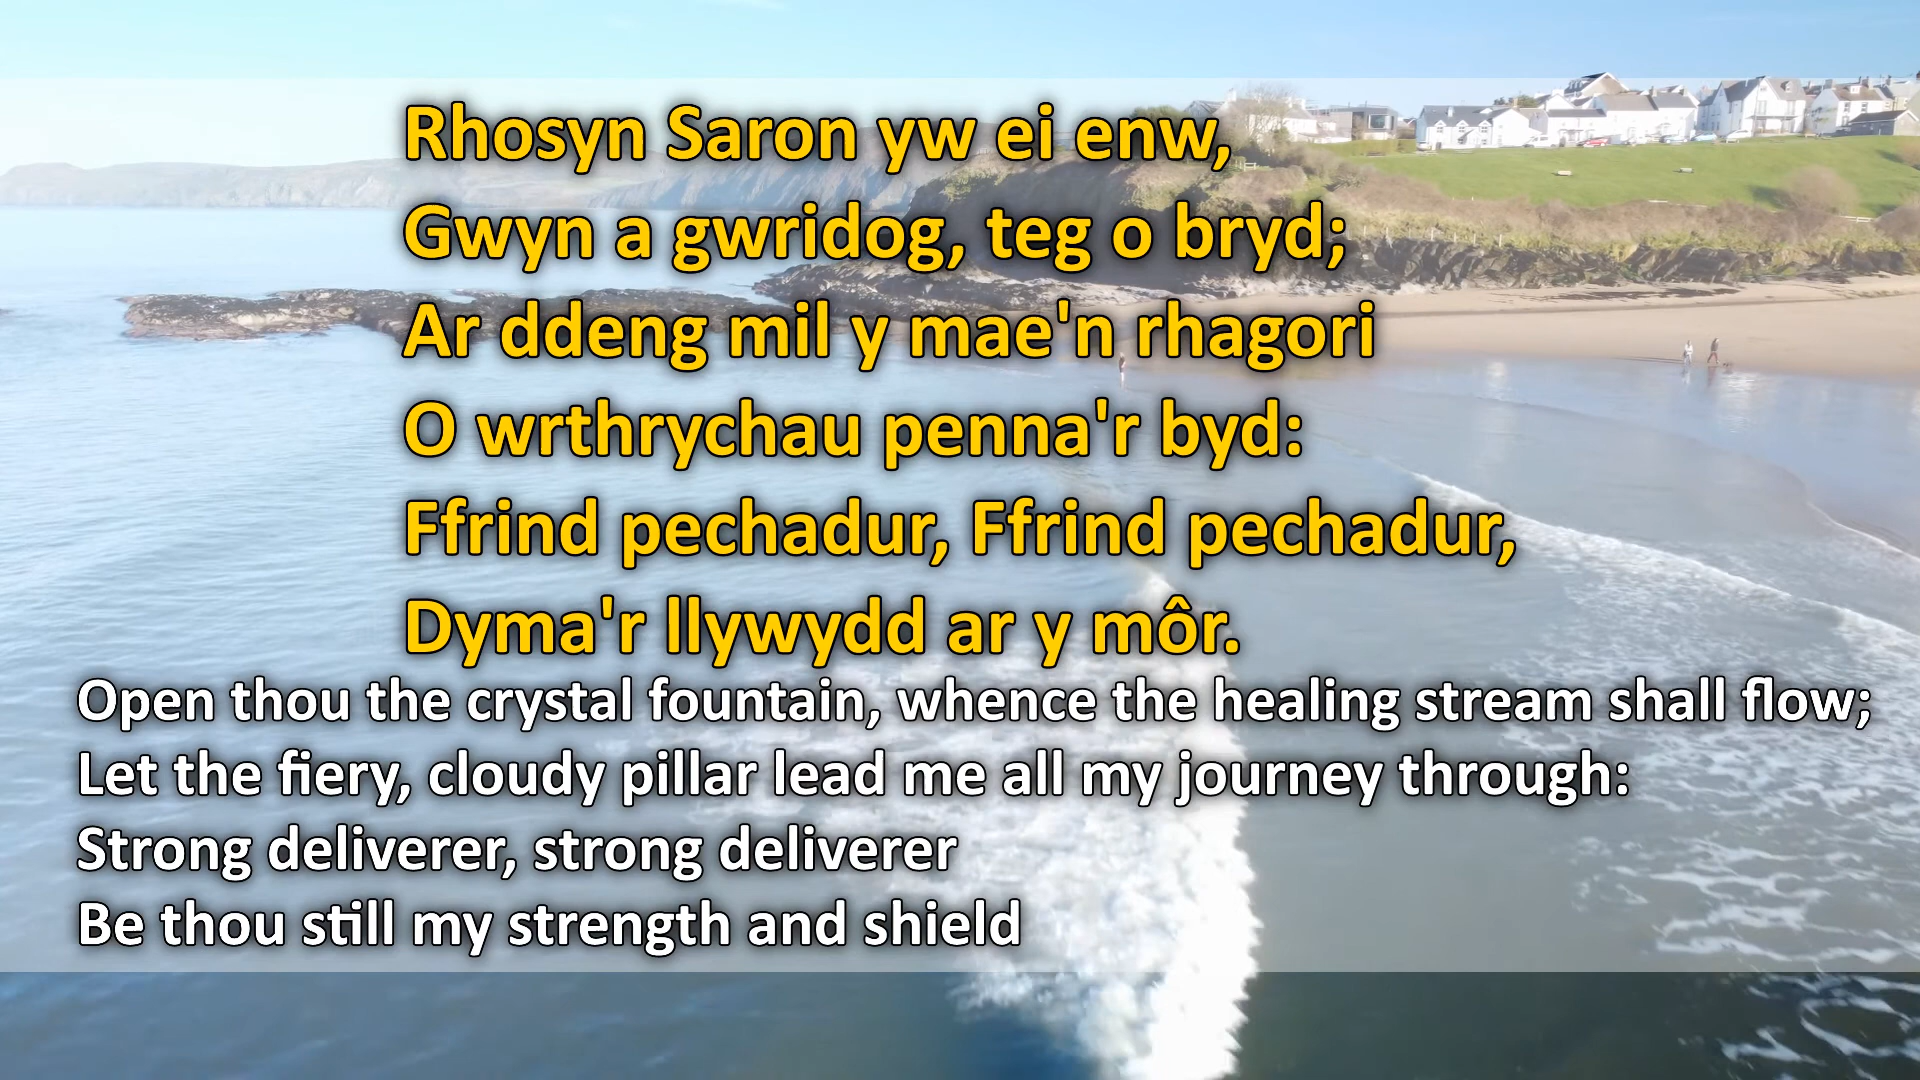 Rhosyn Saron yw ei enw,
Gwyn a gwridog, teg o bryd;
Ar ddeng mil y mae'n rhagori
O wrthrychau penna'r byd:
Ffrind pechadur, Ffrind pechadur,
Dyma'r llywydd ar y môr.
Open thou the crystal fountain, whence the healing stream shall flow;
Let the fiery, cloudy pillar lead me all my journey through:
Strong deliverer, strong deliverer
Be thou still my strength and shield